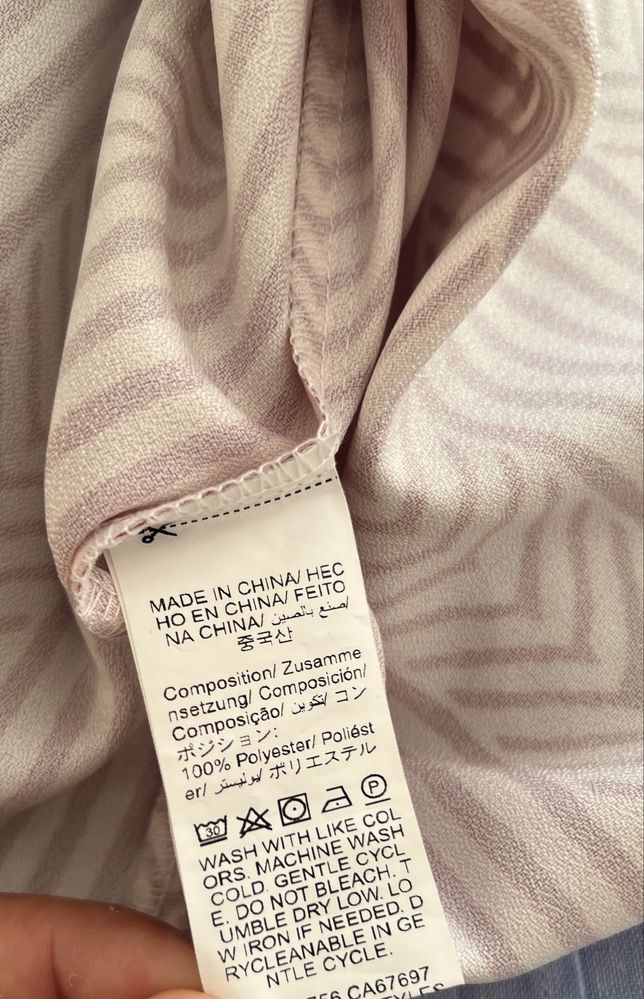 MADE IN CHINA/ HEC
HO EN CHINA/ FEITO
NA CHINA/ صنع بالصين/
중국산
Composition/ Zusamme
nsetzung/ Composición/
Composição/ تكوين/ コン
ポジション:
100% Polyester/ Poliést
er/ بوليستر/ ポリエステル
30 P
WASH WITH LIKE COL
ORS. MACHINE WASH
COLD. GENTLE CYCL
E. DO NOT BLEACH. T
UMBLE DRY LOW. LO
W IRON IF NEEDED. D
RYCLEANABLE IN GE
NTLE CYCLE.
CA67697